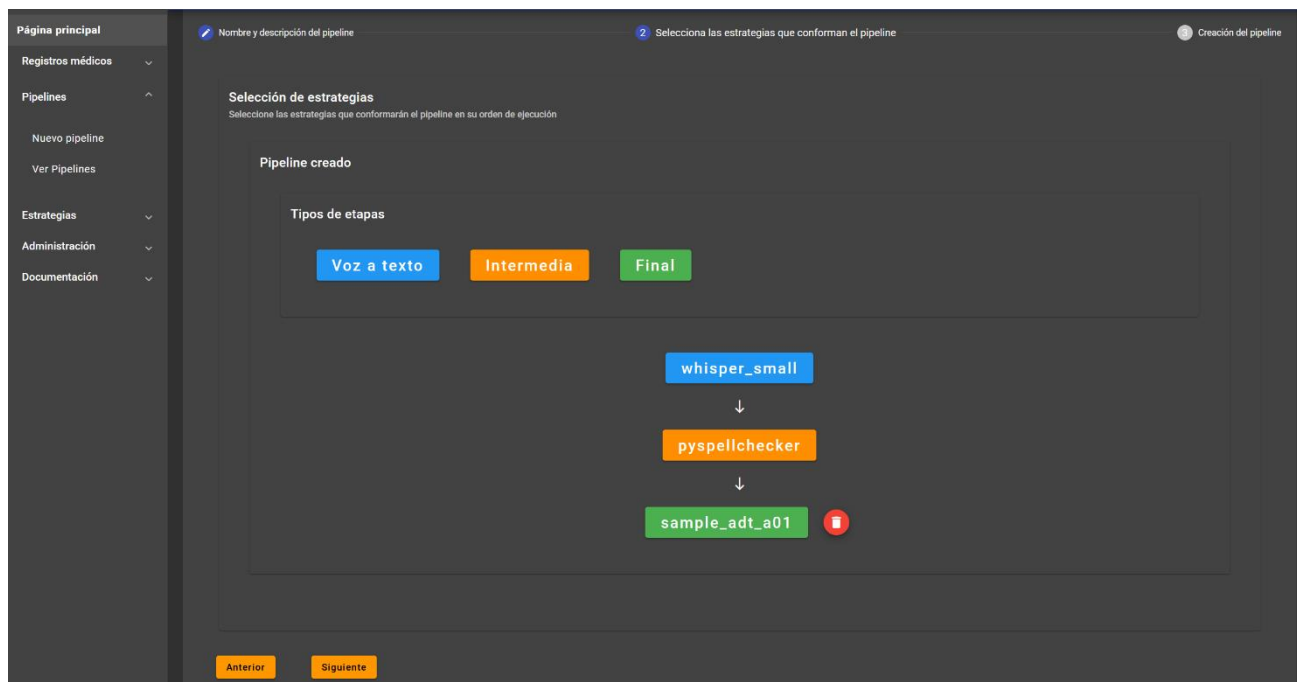 Página principal
Registros médicos
Pipelines
Nuevo pipeline
Ver Pipelines
Estrategias
Administración
Documentación
Nombre y descripción del pipeline
2 Selecciona las estrategias que conforman el pipeline
3 Creación del pipeline
Selección de estrategias
Seleccione las estrategias que conformarán el pipeline en su orden de ejecución
Pipeline creado
Tipos de etapas
Voz a texto
Intermedia
Final
whisper_small
↓
pyspellchecker
↓
sample_adt_a01
Anterior
Siguiente